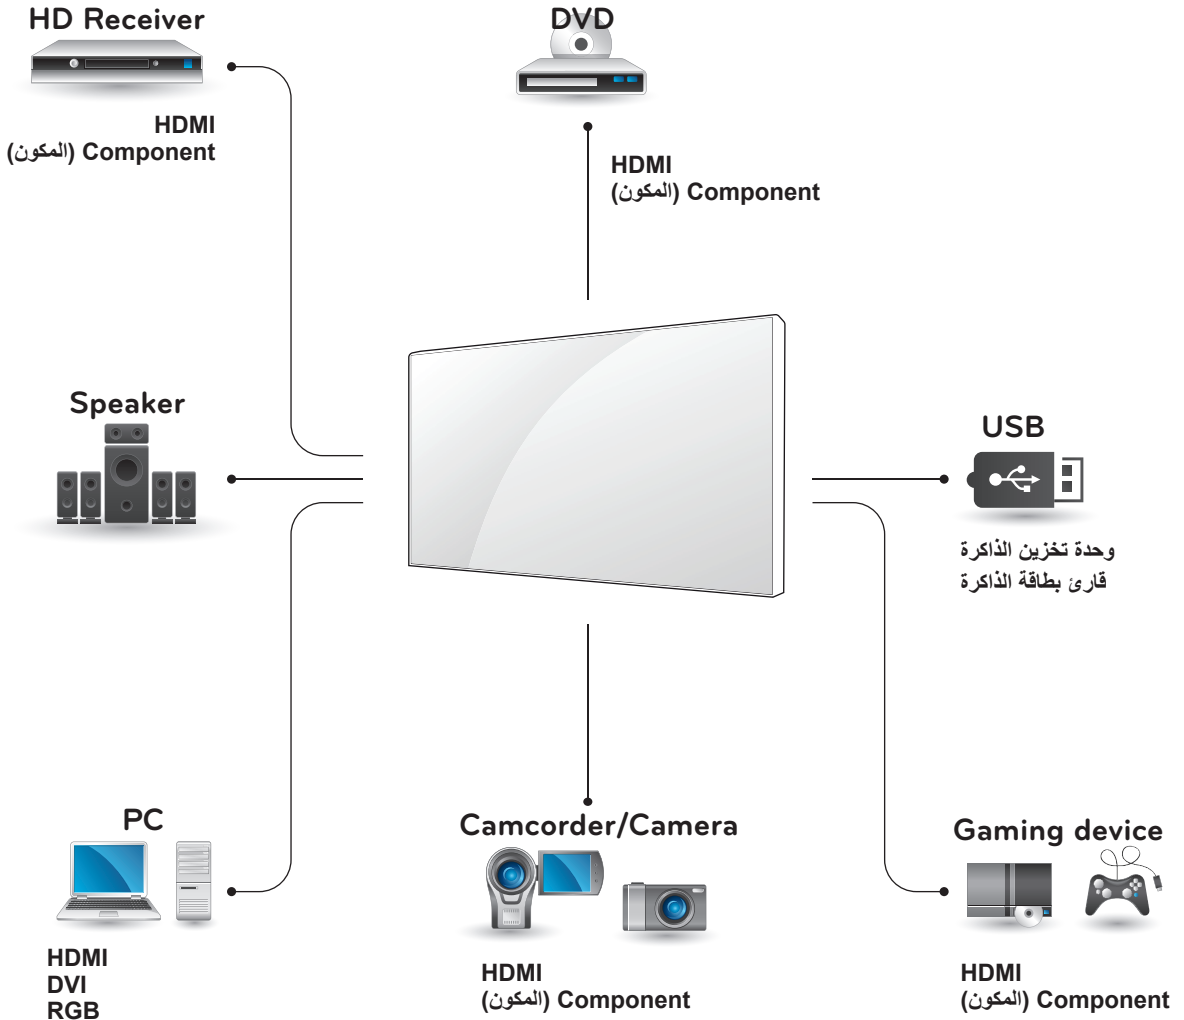 HD Receiver
HDMI
Component (المكون)
DVD
HDMI
Component (المكون)
Speaker
USB
وحدة تخزين الذاكرة
قارئ بطاقة الذاكرة
PC
HDMI
DVI
RGB
Camcorder/Camera
HDMI
Component (المكون)
Gaming device
HDMI
Component (المكون)